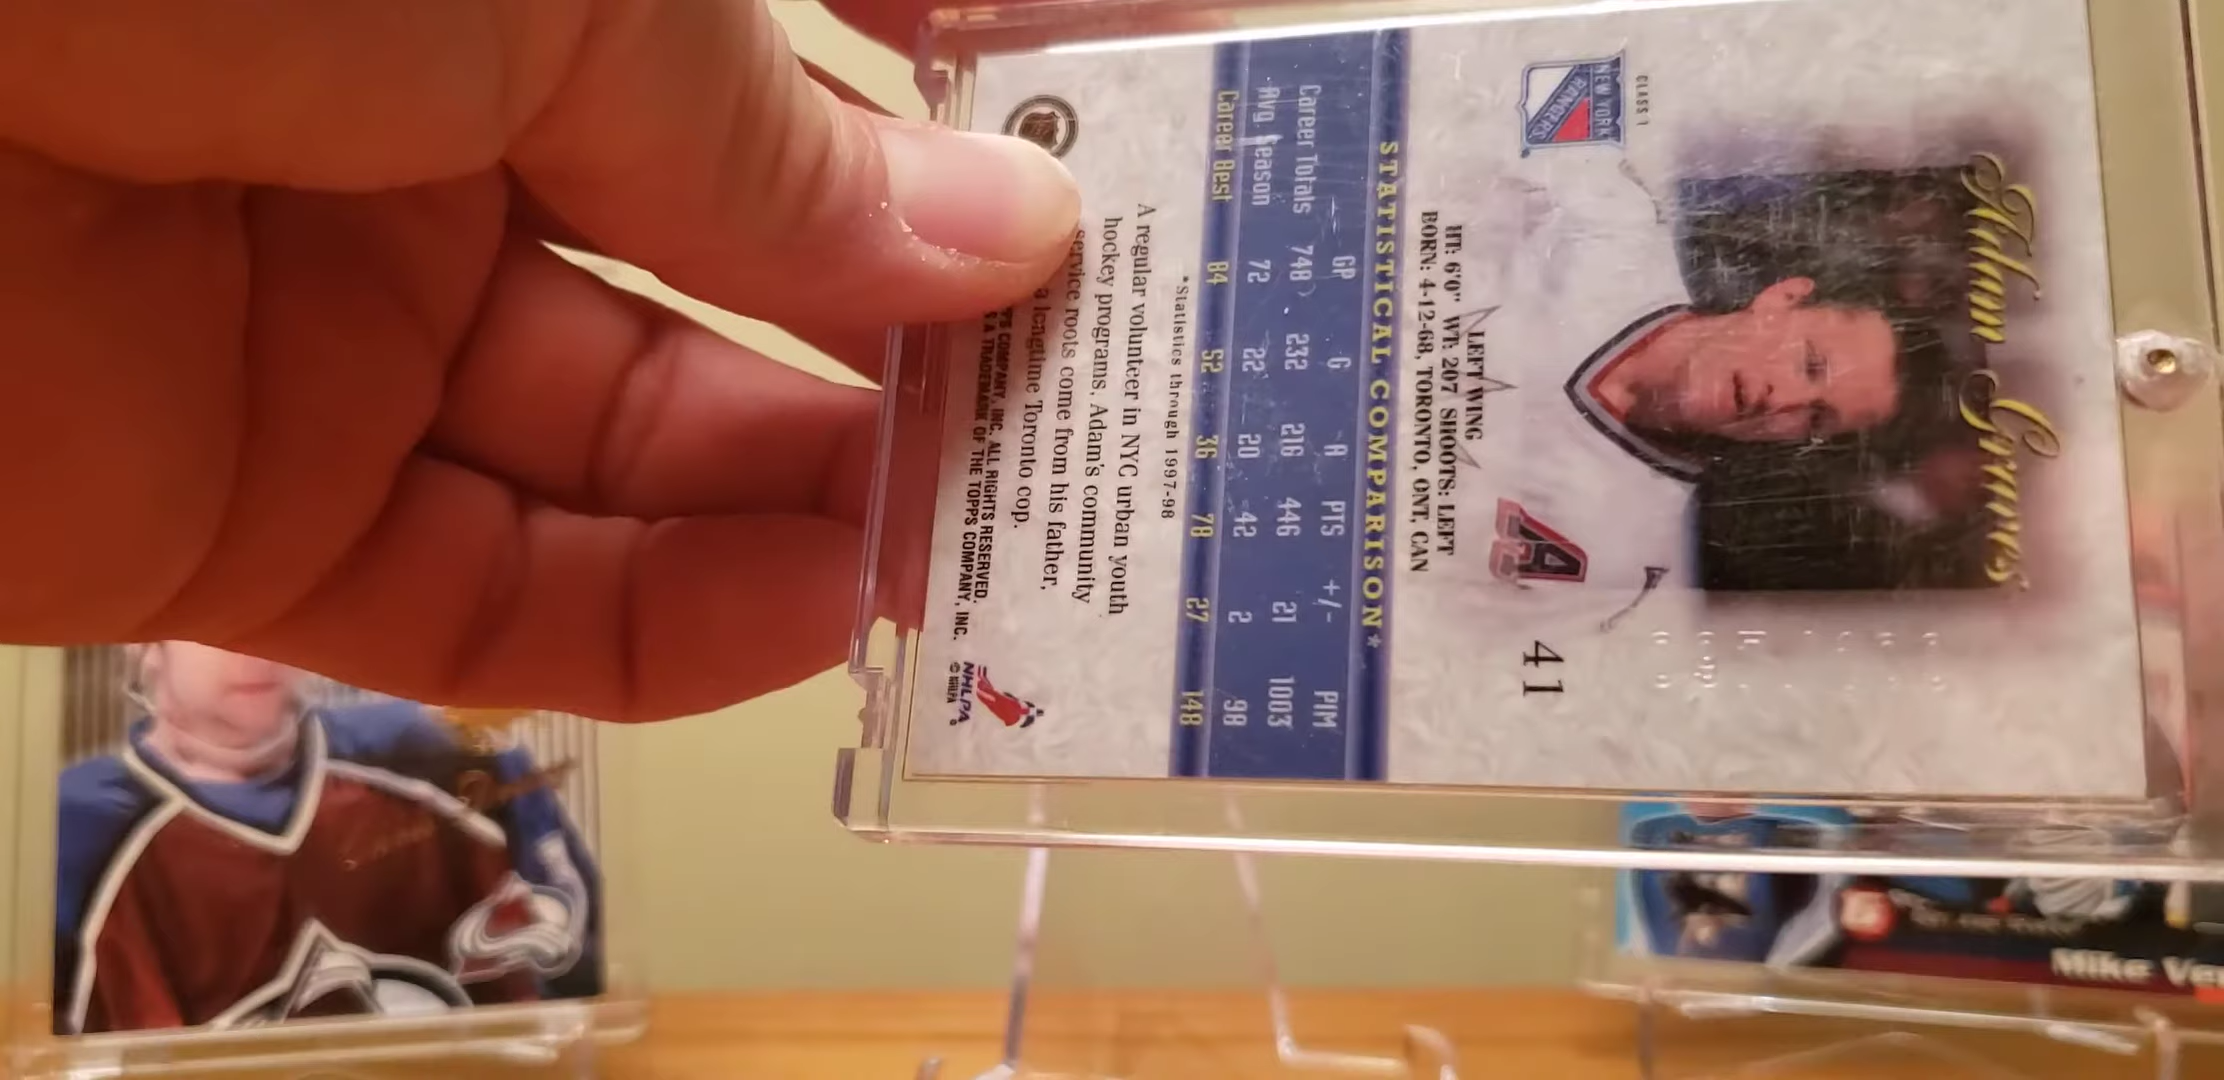 Adam Graves
CLASS 1
NEW YORK
RANGERS
A
41
LEFT WING
HT: 6'0" WT: 207 SHOOTS: LEFT
BORN: 4-12-68, TORONTO, ONT, CAN
STATISTICAL COMPARISON*
GP G A PTS +/- PIM
Career Totals 748 232 216 446 21 1003
Avg. Season 72 22 20 42 2 98
Career Best 84 52 36 78 27 148
*Statistics through 1997-98
A regular volunteer in NYC urban youth
hockey programs, Adam's community
service roots come from his father,
a longtime Toronto cop.
COMPANY, INC. ALL RIGHTS RESERVED.
A TRADEMARK OF THE TOPPS COMPANY, INC.
NHLPA
© NHLPA
Mike Ve